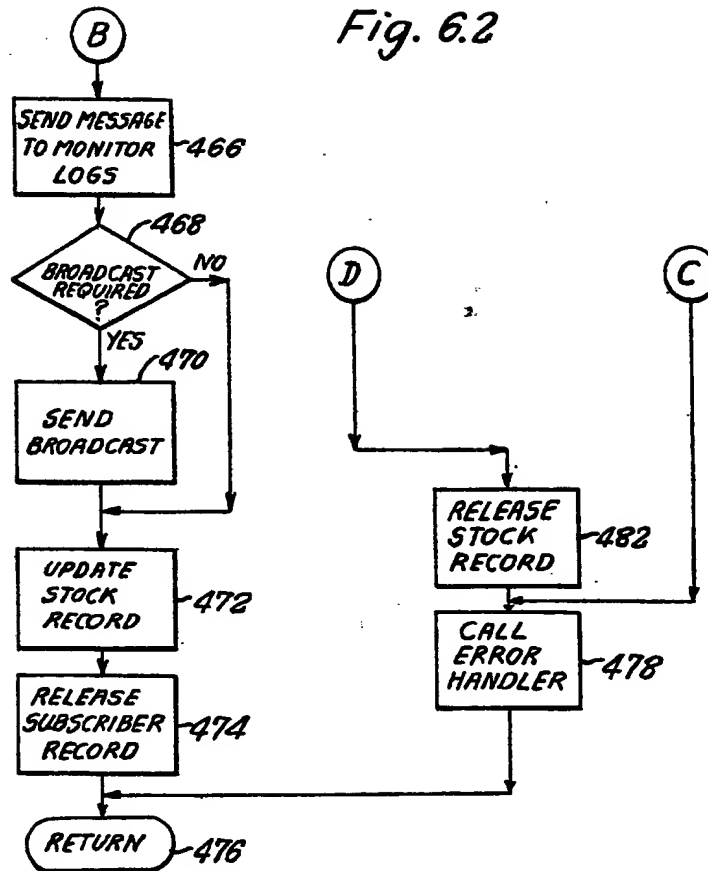 Fig. 6.2
B
SEND MESSAGE
TO MONITOR
LOGS
466
468
BROADCAST
REQUIRED
?
NO
YES
470
SEND
BROADCAST
UPDATE
STOCK
RECORD
472
RELEASE
SUBSCRIBER
RECORD
474
RETURN
476
D
C
RELEASE
STOCK
RECORD
482
CALL
ERROR
HANDLER
478